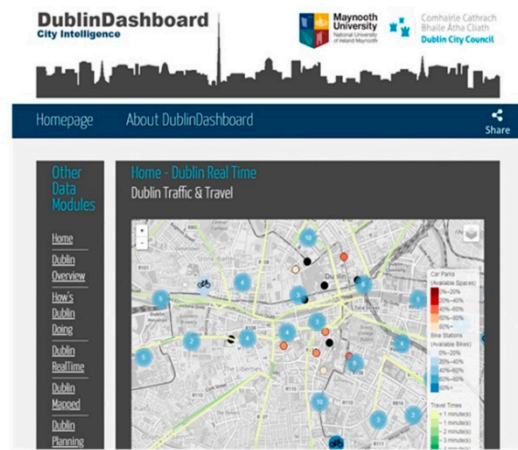 DublinDashboard
City Intelligence
Maynooth
University
National University
of Ireland Maynooth
Comhairle Cathrach
Bhaile Átha Cliath
Dublin City Council
Homepage
About DublinDashboard
Share
Other
Data
Modules
Home
Dublin
Overview
How's
Dublin
Doing
Dublin
RealTime
Dublin
Mapped
Dublin
Planning
Home - Dublin Real Time
Dublin Traffic & Travel
+
-
Dublin
The Liberties
Car Parks
(Available Spaces)
0%-20%
20%-40%
40%-60%
60%-80%
80%+
Bike Stations
(Available Bikes)
0%-20%
20%-40%
40%-60%
60%-80%
80%+
Travel Times